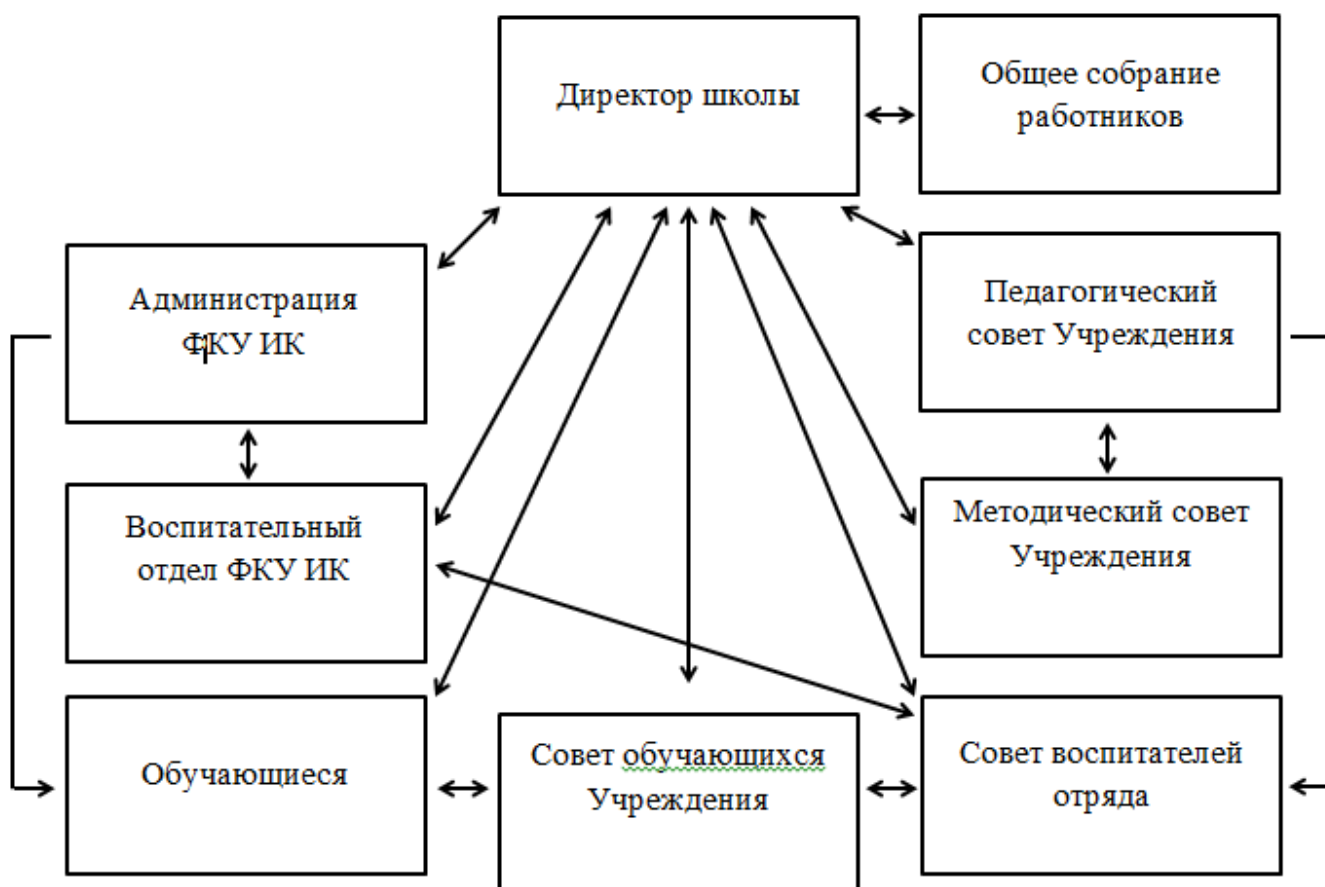 Директор школы
Общее собрание
работников
Администрация
ФКУ ИК
Педагогический
совет Учреждения
Воспитательный
отдел ФКУ ИК
Методический совет
Учреждения
Обучающиеся
Совет обучающихся
Учреждения
Совет воспитателей
отряда